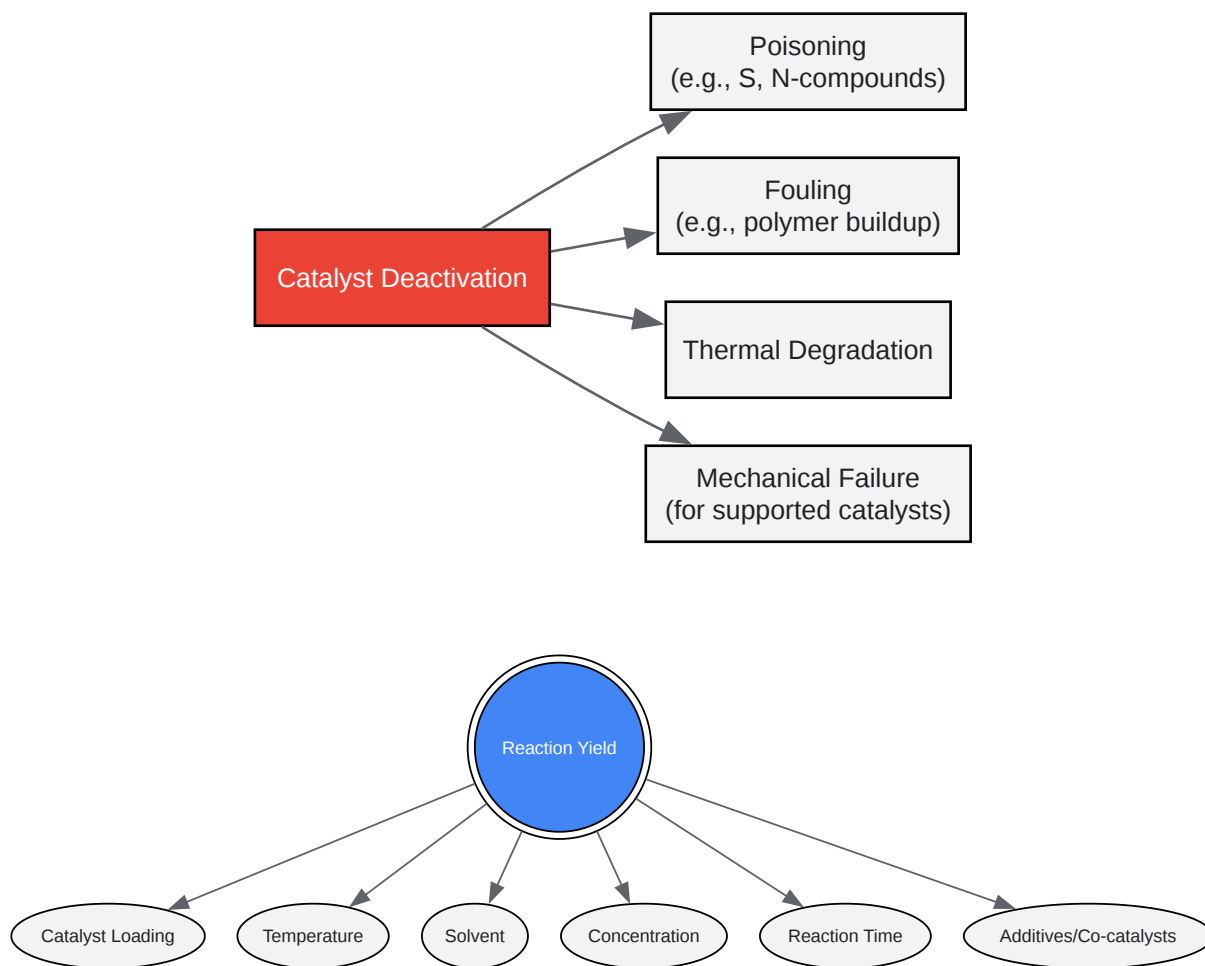 Poisoning
(e.g., S, N-compounds)
Fouling
(e.g., polymer buildup)
Catalyst Deactivation
Thermal Degradation
Mechanical Failure
(for supported catalysts)
Reaction Yield
Catalyst Loading
Temperature
Solvent
Concentration
Reaction Time
Additives/Co-catalysts